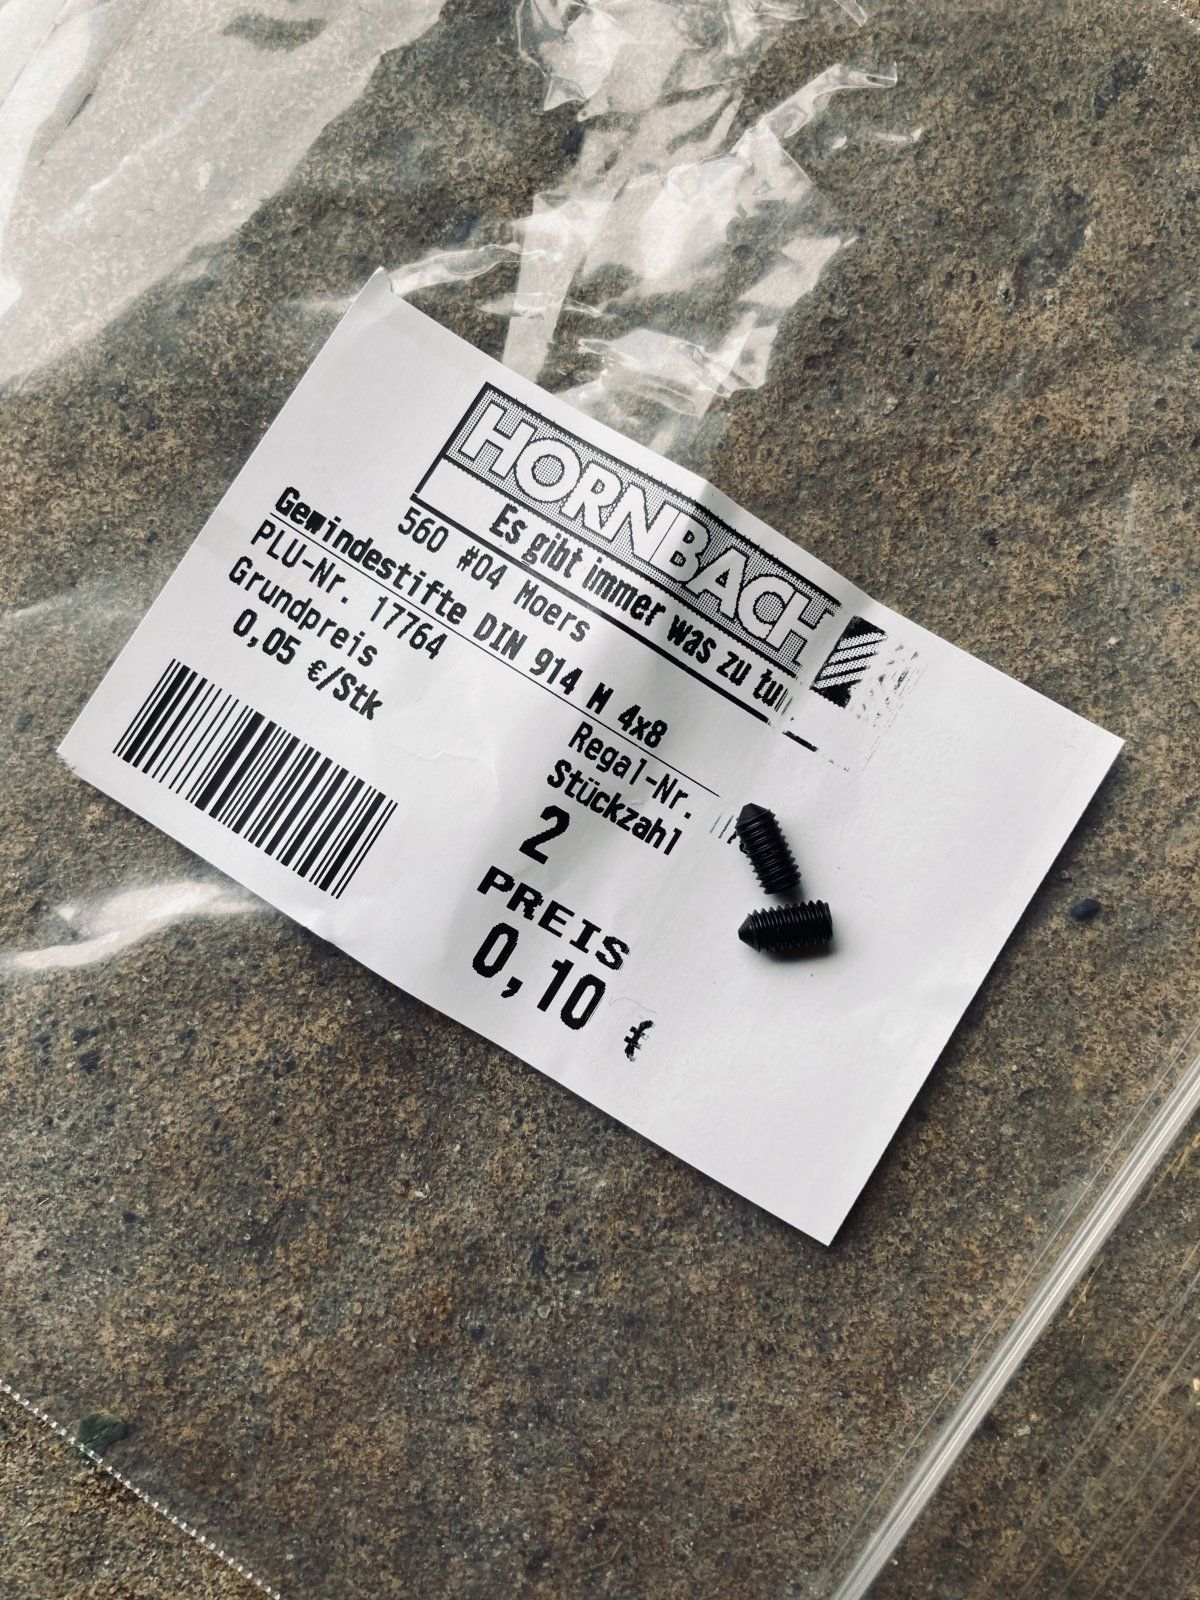 HORNBACH
Es gibt immer was zu tun
560 #04 Moers
Gewindestifte DIN 914 M 4x8
PLU-Nr. 17764
Regal-Nr.
Grundpreis
Stückzahl
0,05 €/Stk
2
PREIS
0,10 €